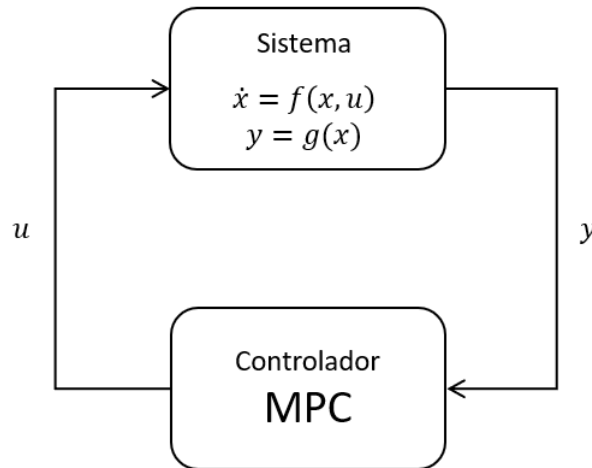 Sistema
ẋ = f(x, u)
y = g(x)
u
y
Controlador
MPC